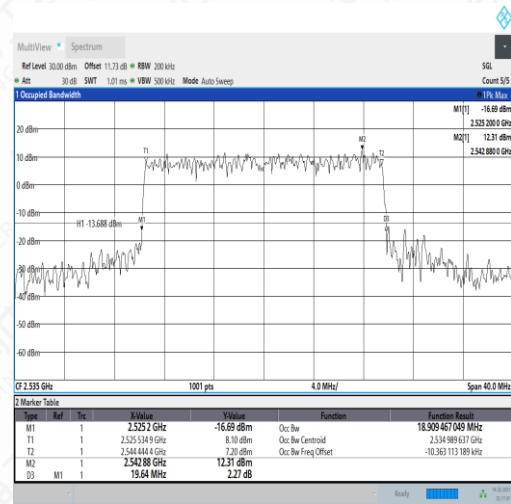 MultiView Spectrum
Ref Level 30.00 dBm Offset 11.73 dB RBW 200 kHz SGL
Att 30 dB SWT 1.01 ms VBW 500 kHz Mode Auto Sweep Count 5/5
1 Occupied Bandwidth 1Pk Max
M1[1] -16.69 dBm
2.525 200 0 GHz
M2[1] 12.31 dBm
2.542 880 0 GHz
20 dBm
M2
T1 T2
10 dBm
0 dBm
-10 dBm
M1 D3
H1 -13.688 dBm
-20 dBm
-30 dBm
-40 dBm
-50 dBm
-60 dBm
CF 2.535 GHz 1001 pts 4.0 MHz/ Span 40.0 MHz
2 Marker Table
Type Ref Trc X-Value Y-Value Function Function Result
M1 1 2.525 2 GHz -16.69 dBm Occ Bw 18.909 467 049 MHz
T1 1 2.525 534 9 GHz 8.10 dBm Occ Bw Centroid 2.534 989 637 GHz
T2 1 2.544 444 4 GHz 7.20 dBm Occ Bw Freq Offset -10.363 113 189 kHz
M2 1 2.542 88 GHz 12.31 dBm
D3 M1 1 19.64 MHz 2.27 dB
Ready